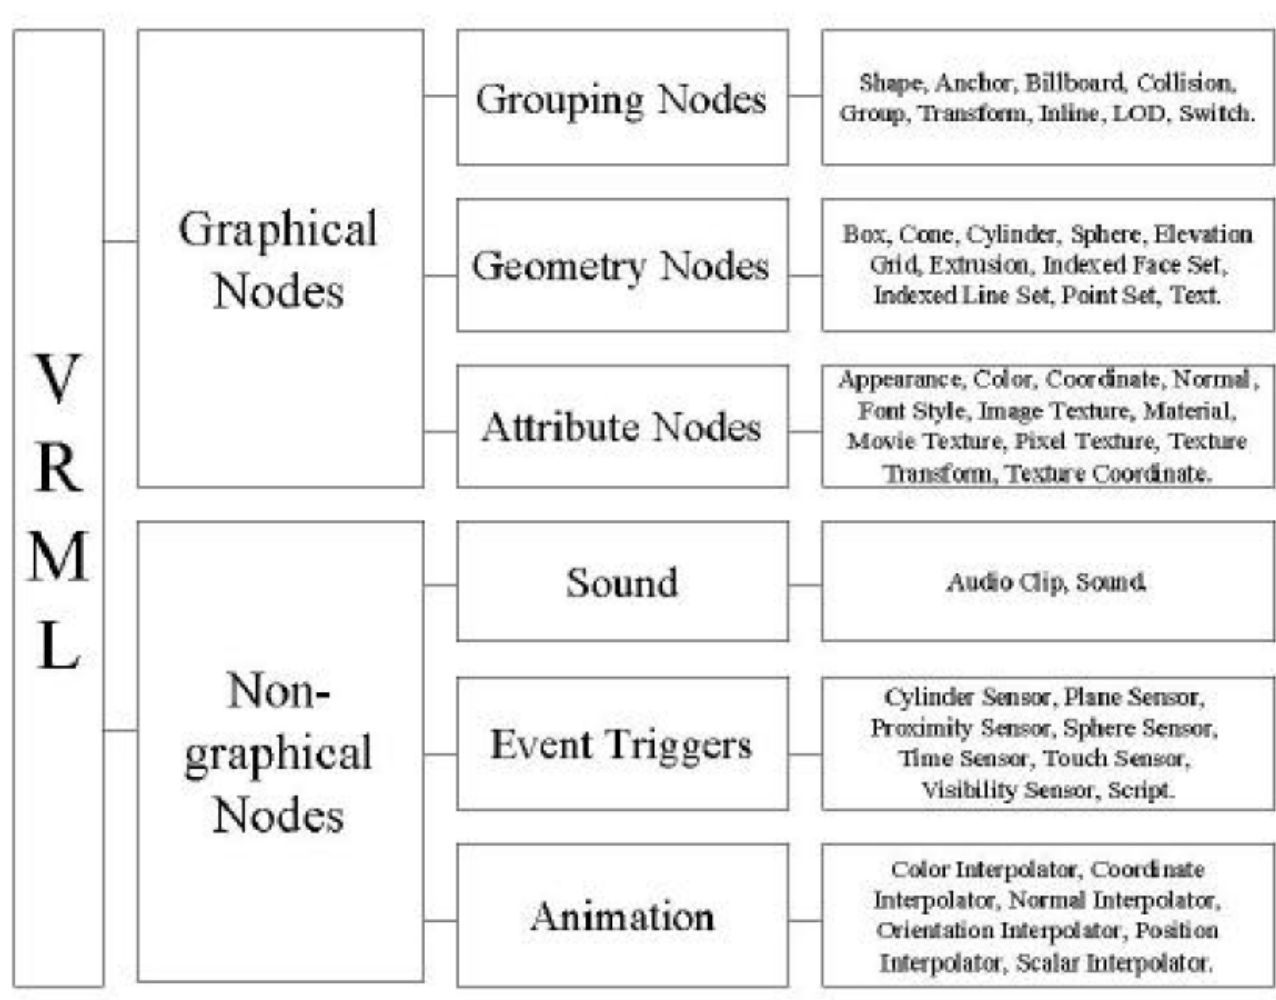 V
R
M
L
Graphical
Nodes
Grouping Nodes
Shape, Anchor, Billboard, Collision,
Group, Transform, Inline, LOD, Switch.
Geometry Nodes
Box, Cone, Cylinder, Sphere, Elevation
Grid, Extrusion, Indexed Face Set,
Indexed Line Set, Point Set, Text.
Attribute Nodes
Appearance, Color, Coordinate, Normal,
Font Style, Image Texture, Material,
Movie Texture, Pixel Texture, Texture
Transform, Texture Coordinate.
Non-
graphical
Nodes
Sound
Audio Clip, Sound.
Event Triggers
Cylinder Sensor, Plane Sensor,
Proximity Sensor, Sphere Sensor,
Time Sensor, Touch Sensor,
Visibility Sensor, Script.
Animation
Color Interpolator, Coordinate
Interpolator, Normal Interpolator,
Orientation Interpolator, Position
Interpolator, Scalar Interpolator.